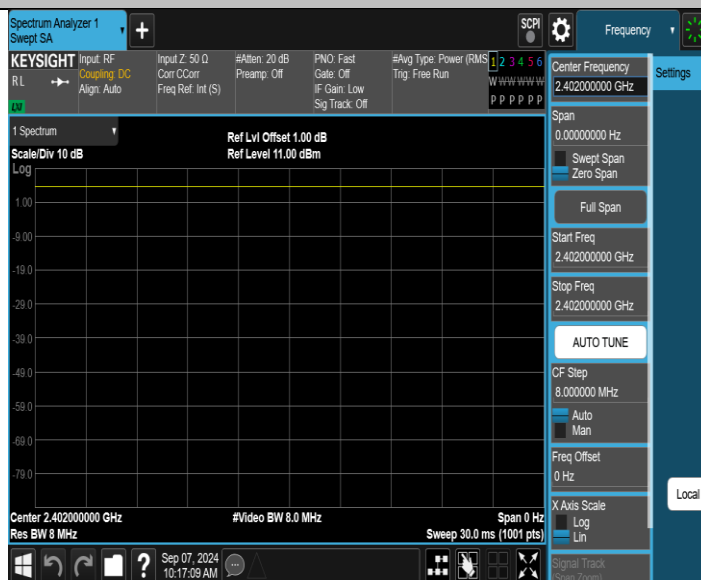 Spectrum Analyzer 1
Swept SA
+
SCPI
Frequency
KEYSIGHT
RL
LXI
Input: RF
Coupling: DC
Align: Auto
Input Z: 50 Ω
Corr CCorr
Freq Ref: Int (S)
#Atten: 20 dB
Preamp: Off
PNO: Fast
Gate: Off
IF Gain: Low
Sig Track: Off
#Avg Type: Power (RMS
Trig: Free Run
1 2 3 4 5 6
W W W W W W
P P P P P P
Center Frequency
2.402000000 GHz
Settings
Span
0.00000000 Hz
Swept Span
Zero Span
Full Span
Start Freq
2.402000000 GHz
Stop Freq
2.402000000 GHz
AUTO TUNE
CF Step
8.000000 MHz
Auto
Man
Freq Offset
0 Hz
X Axis Scale
Log
Lin
Signal Track
(Span Zoom)
Local
1 Spectrum
Scale/Div 10 dB
Ref Lvl Offset 1.00 dB
Ref Level 11.00 dBm
Log
1.00
-9.00
-19.0
-29.0
-39.0
-49.0
-59.0
-69.0
-79.0
Center 2.402000000 GHz
#Video BW 8.0 MHz
Span 0 Hz
Res BW 8 MHz
Sweep 30.0 ms (1001 pts)
?
Sep 07, 2024
10:17:09 AM